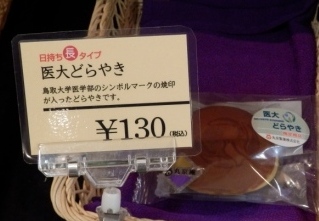 日持ち長タイプ
医大どらやき
鳥取大学医学部のシンボルマークの焼印
が入ったどらやきです。
¥130(税込)
医大
どらやき